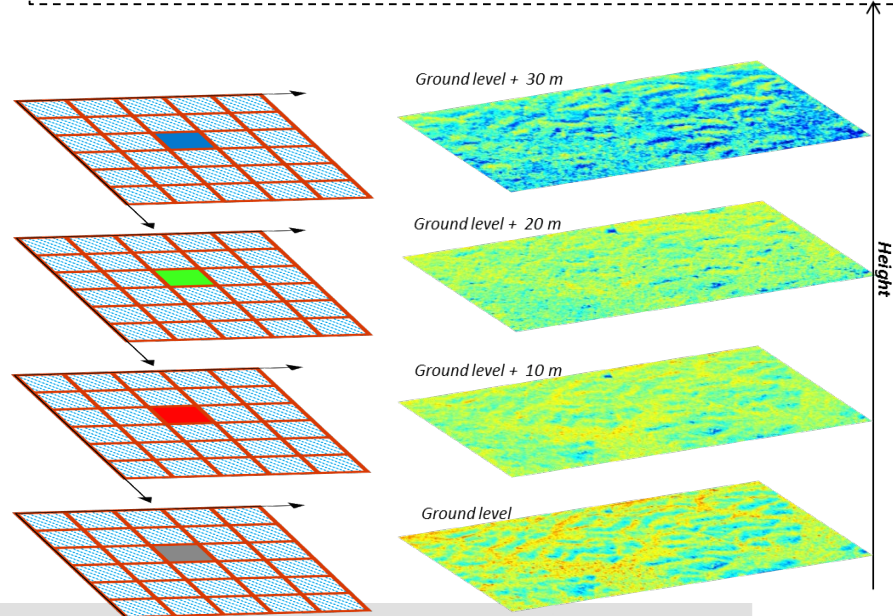 Ground level + 30 m
Ground level + 20 m
Height
Ground level + 10 m
Ground level